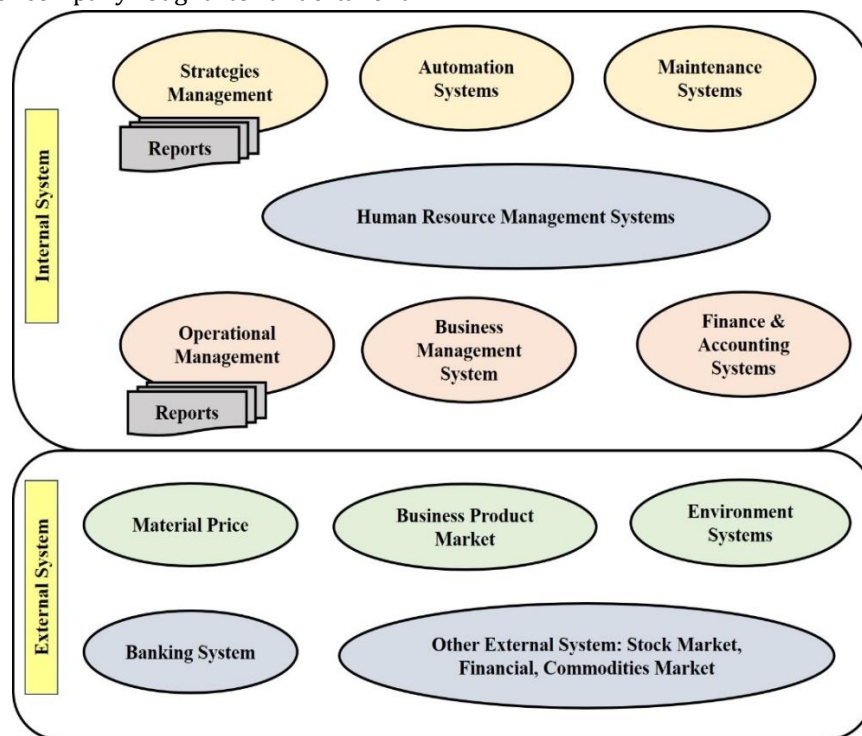 company
Strategies
Management
Reports
Automation
Systems
Maintenance
Systems
Internal System
Human Resource Management Systems
Operational
Management
Reports
Business
Management
System
Finance &
Accounting
Systems
External System
Material Price
Business Product
Market
Environment
Systems
Banking System
Other External System: Stock Market,
Financial, Commodities Market